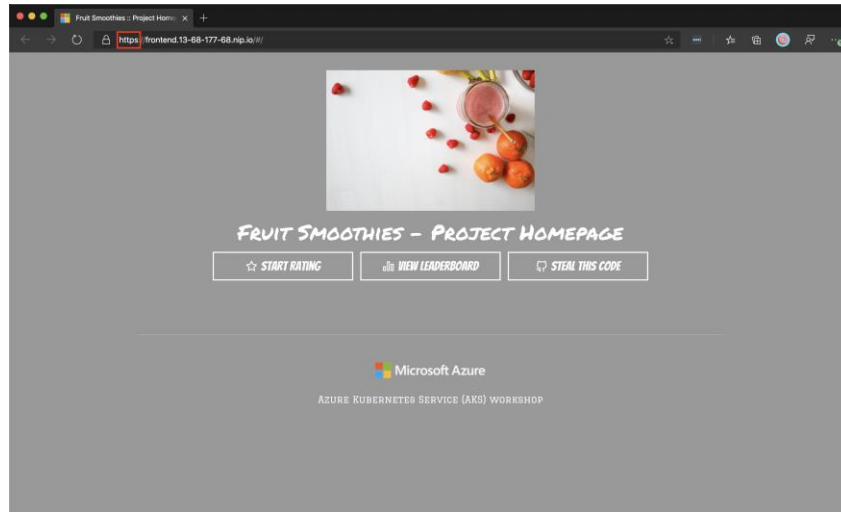 Fruit Smoothies :: Project Home
https://frontend.13-68-177-68.nip.io/#/
FRUIT SMOOTHIES – PROJECT HOMEPAGE
START RATING
VIEW LEADERBOARD
STEAL THIS CODE
Microsoft Azure
AZURE KUBERNETES SERVICE (AKS) WORKSHOP